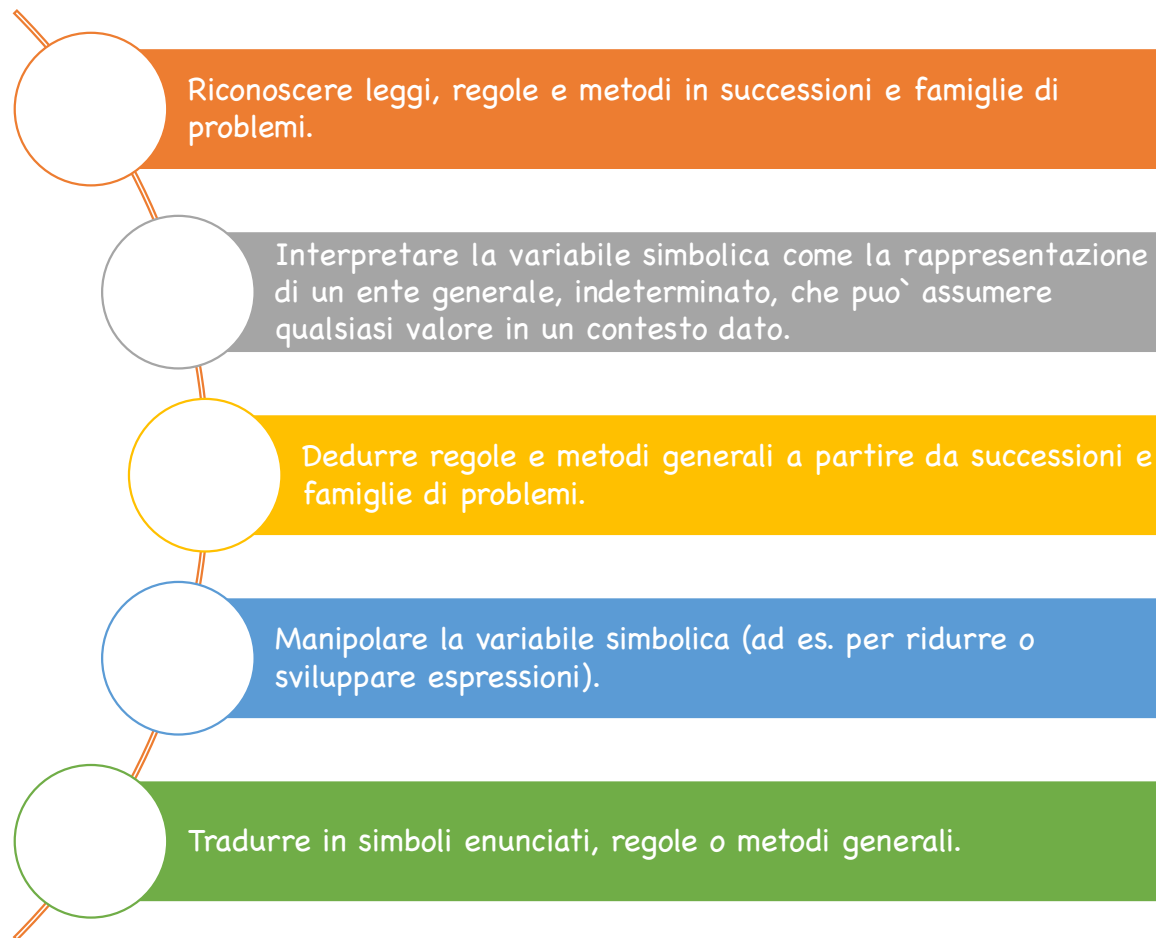 Riconoscere leggi, regole e metodi in successioni e famiglie di
problemi.
Interpretare la variabile simbolica come la rappresentazione
di un ente generale, indeterminato, che puo` assumere
qualsiasi valore in un contesto dato.
Dedurre regole e metodi generali a partire da successioni e
famiglie di problemi.
Manipolare la variabile simbolica (ad es. per ridurre o
sviluppare espressioni).
Tradurre in simboli enunciati, regole o metodi generali.